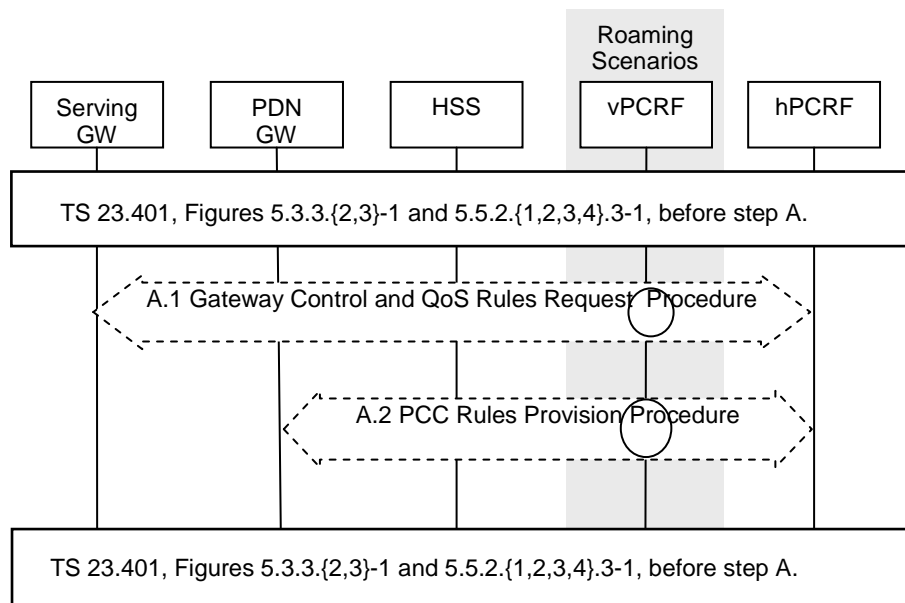 Roaming
Scenarios
Serving
GW
PDN
GW
HSS
vPCRF
hPCRF
TS 23.401, Figures 5.3.3.{2,3}-1 and 5.5.2.{1,2,3,4}.3-1, before step A.
A.1 Gateway Control and QoS Rules Request Procedure
A.2 PCC Rules Provision Procedure
TS 23.401, Figures 5.3.3.{2,3}-1 and 5.5.2.{1,2,3,4}.3-1, before step A.